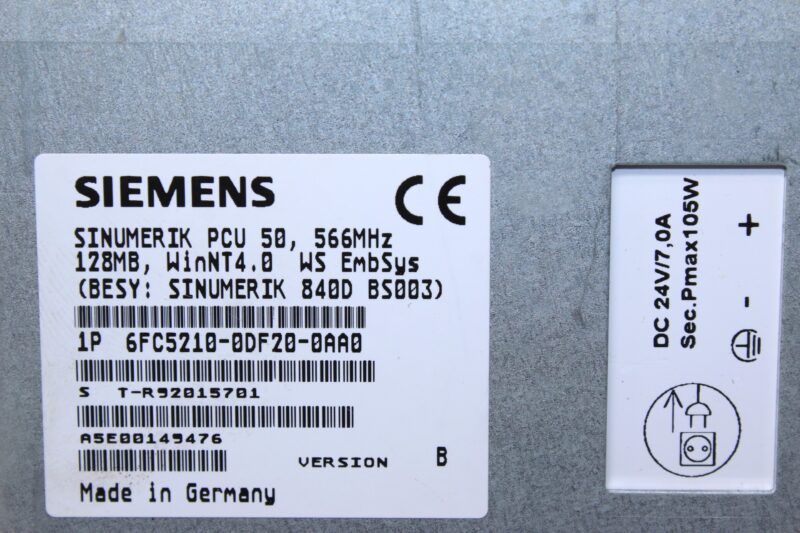 SIEMENS CE
SINUMERIK PCU 50, 566MHz
128MB, WinNT4.0 WS EmbSys
(BESY: SINUMERIK 840D BS003)
1P 6FC5210-0DF20-0AA0
S T-R92015701
A5E00149476
VERSION B
Made in Germany
DC 24V/7,0A
Sec.Pmax105W
+
-